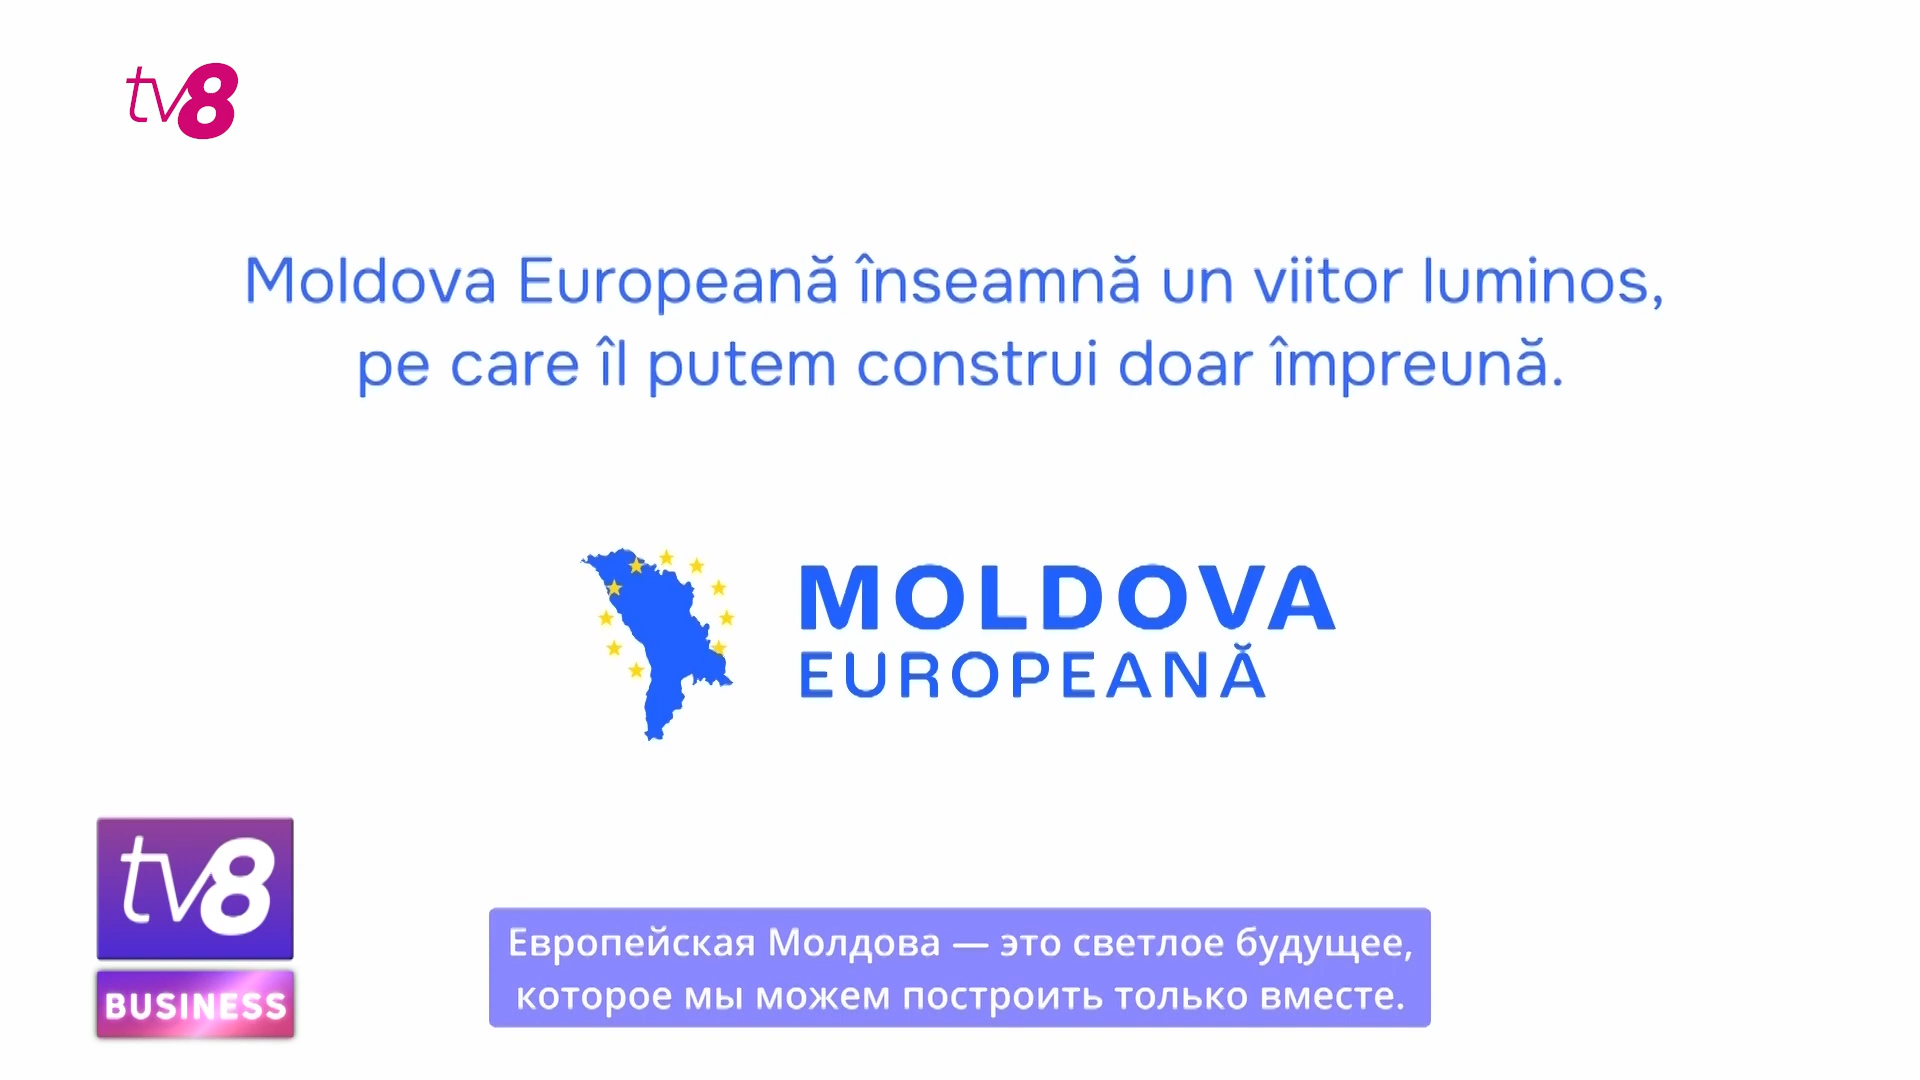 tv8
Moldova Europeană înseamnă un viitor luminos,
pe care îl putem construi doar împreună.
MOLDOVA
EUROPEANĂ
tv8
BUSINESS
Европейская Молдова — это светлое будущее,
которое мы можем построить только вместе.